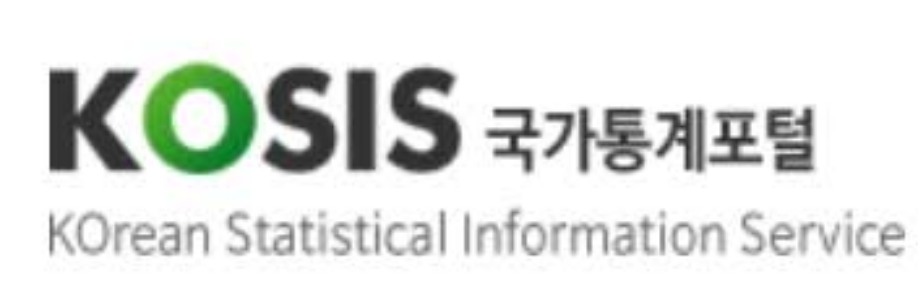 KOSIS 국가통계포털
KOrean Statistical Information Service